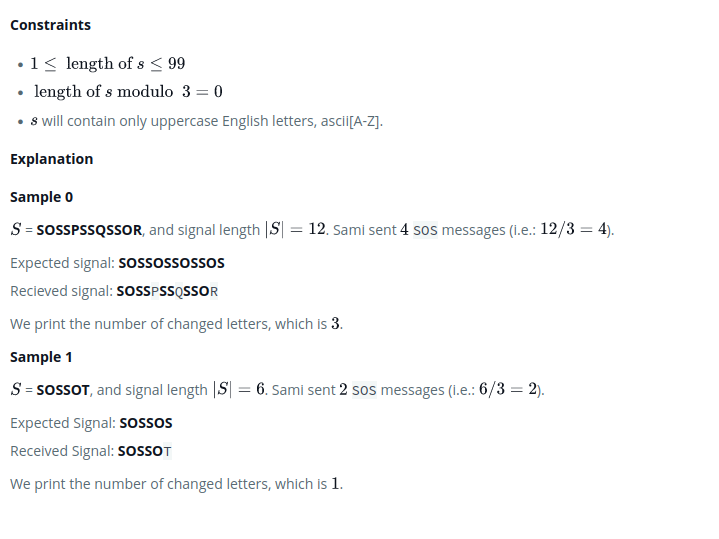 Constraints
• 1 ≤ length of s ≤ 99
• length of s modulo 3 = 0
• s will contain only uppercase English letters, ascii[A-Z].
Explanation
Sample 0
S = SOSSPSSQSSOR, and signal length |S| = 12. Sami sent 4 SOS messages (i.e.: 12/3 = 4).
Expected signal: SOSSOSSOSSOS
Recieved signal: SOSSPSSQSSOR
We print the number of changed letters, which is 3.
Sample 1
S = SOSSOT, and signal length |S| = 6. Sami sent 2 SOS messages (i.e.: 6/3 = 2).
Expected Signal: SOSSOS
Received Signal: SOSSOT
We print the number of changed letters, which is 1.